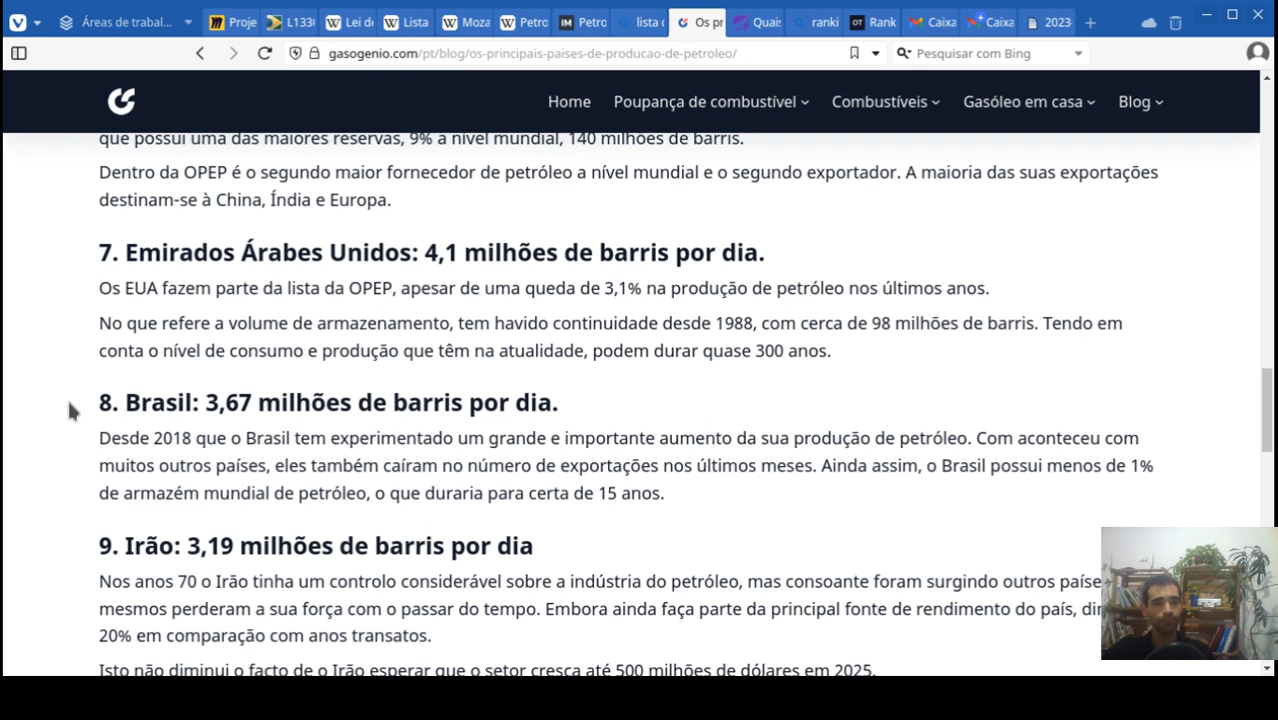 Áreas de trabal...
Proje
L133
Lei d
Lista
Moza
Petro
Petro
lista c
Os pr
Quais
ranki
Rank
Caixa
Caixa
2023
gasogenio.com/pt/blog/os-principais-paises-de-producao-de-petroleo/
Pesquisar com Bing
Home
Poupança de combustível
Combustíveis
Gasóleo em casa
Blog
que possui uma das maiores reservas, 9% a nível mundial, 140 milhões de barris.
Dentro da OPEP é o segundo maior fornecedor de petróleo a nível mundial e o segundo exportador. A maioria das suas exportações
destinam-se à China, Índia e Europa.
7. Emirados Árabes Unidos: 4,1 milhões de barris por dia.
Os EUA fazem parte da lista da OPEP, apesar de uma queda de 3,1% na produção de petróleo nos últimos anos.
No que refere a volume de armazenamento, tem havido continuidade desde 1988, com cerca de 98 milhões de barris. Tendo em
conta o nível de consumo e produção que têm na atualidade, podem durar quase 300 anos.
8. Brasil: 3,67 milhões de barris por dia.
Desde 2018 que o Brasil tem experimentado um grande e importante aumento da sua produção de petróleo. Com aconteceu com
muitos outros países, eles também caíram no número de exportações nos últimos meses. Ainda assim, o Brasil possui menos de 1%
de armazém mundial de petróleo, o que duraria para certa de 15 anos.
9. Irão: 3,19 milhões de barris por dia
Nos anos 70 o Irão tinha um controlo considerável sobre a indústria do petróleo, mas consoante foram surgindo outros paíse
mesmos perderam a sua força com o passar do tempo. Embora ainda faça parte da principal fonte de rendimento do país, di
20% em comparação com anos transatos.
Isto não diminui o facto de o Irão esperar que o setor cresça até 500 milhões de dólares em 2025.